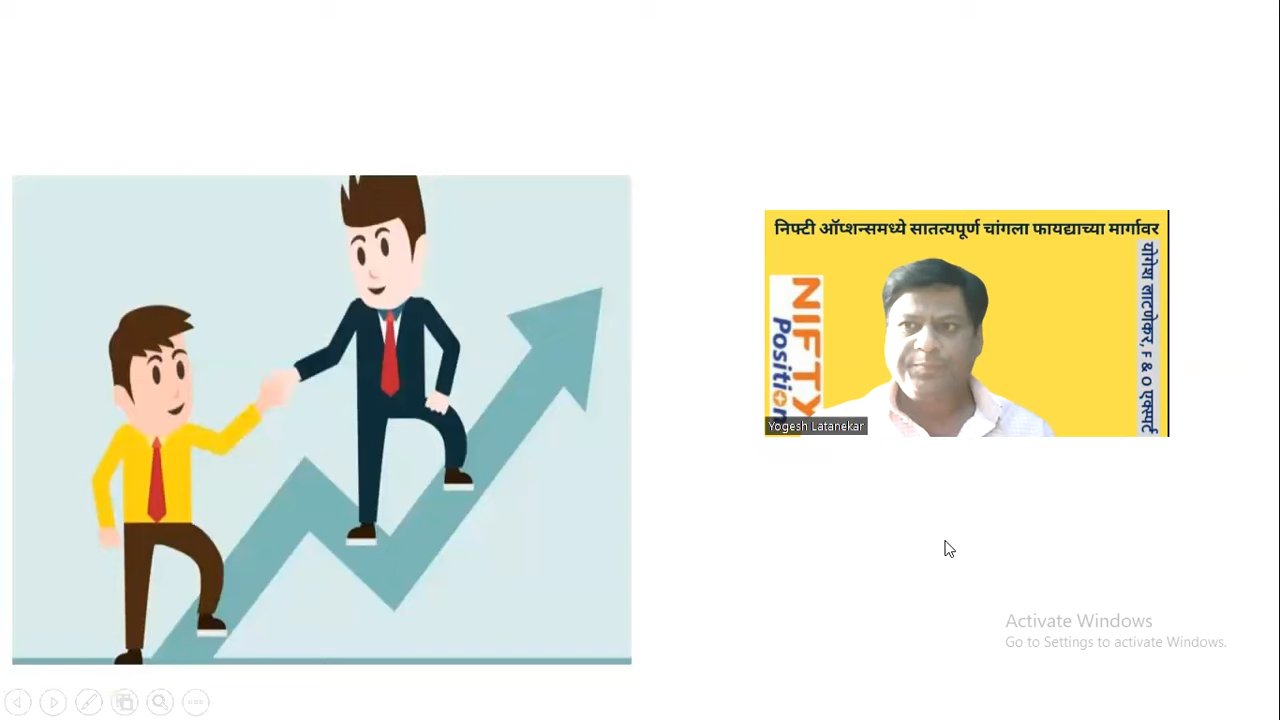 निफ्टी ऑप्शन्समध्ये सातत्यपूर्ण चांगला फायद्याच्या मार्गावर
NIFTY
Position
योगेश लाटणेकर, F & O एक्स्पर्ट
Yogesh Latanekar
Activate Windows
Go to Settings to activate Windows.